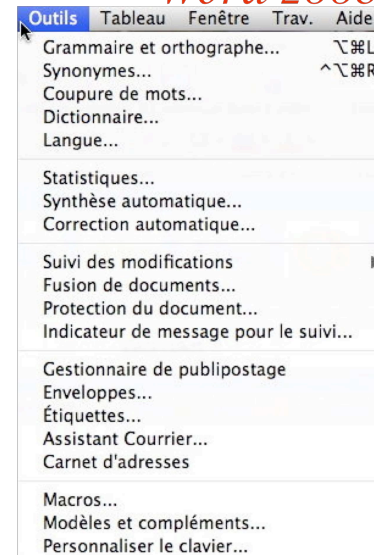 Outils Tableau Fenêtre Trav. Aide
Grammaire et orthographe... ⌥⌘L
Synonymes... ^⌥⌘R
Coupure de mots...
Dictionnaire...
Langue...
Statistiques...
Synthèse automatique...
Correction automatique...
Suivi des modifications
Fusion de documents...
Protection du document...
Indicateur de message pour le suivi...
Gestionnaire de publipostage
Enveloppes...
Étiquettes...
Assistant Courrier...
Carnet d'adresses
Macros...
Modèles et compléments...
Personnaliser le clavier...